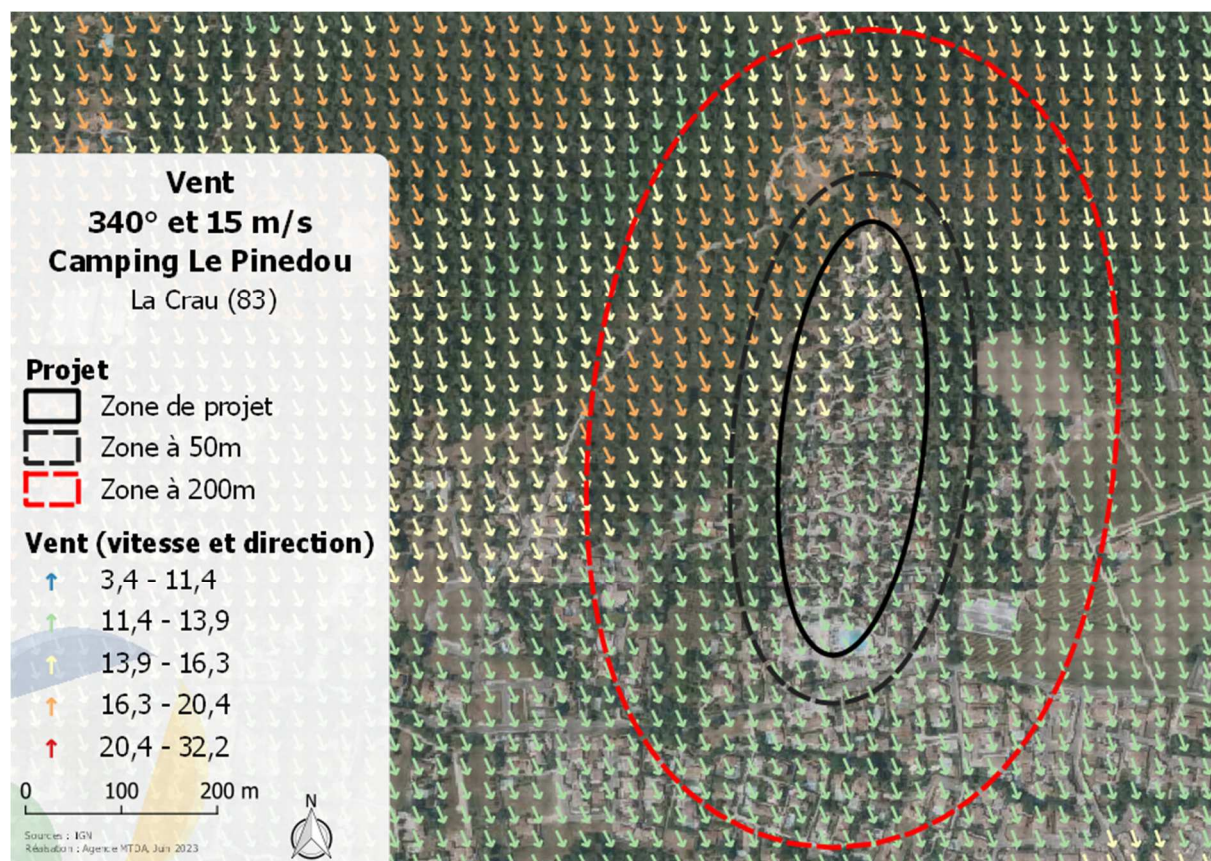 Vent
340° et 15 m/s
Camping Le Pinedou
La Crau (83)
Projet
Zone de projet
Zone à 50m
Zone à 200m
Vent (vitesse et direction)
3,4 - 11,4
11,4 - 13,9
13,9 - 16,3
16,3 - 20,4
20,4 - 32,2
0 100 200 m
N
Sources : IGN
Réalisation : Agence MTDA, Juin 2023